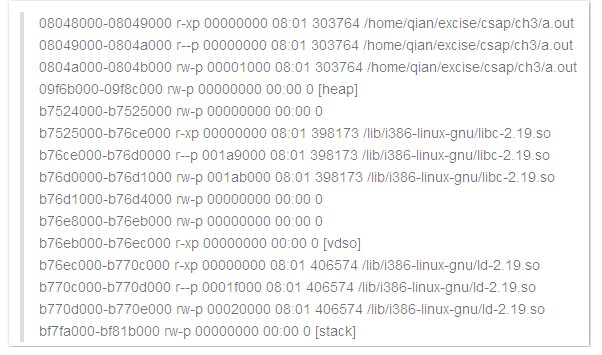 08048000-08049000 r-xp 00000000 08:01 303764 /home/qian/excise/csap/ch3/a.out
08049000-0804a000 r--p 00000000 08:01 303764 /home/qian/excise/csap/ch3/a.out
0804a000-0804b000 rw-p 00001000 08:01 303764 /home/qian/excise/csap/ch3/a.out
09f6b000-09f8c000 rw-p 00000000 00:00 0 [heap]
b7524000-b7525000 rw-p 00000000 00:00 0
b7525000-b76ce000 r-xp 00000000 08:01 398173 /lib/i386-linux-gnu/libc-2.19.so
b76ce000-b76d0000 r--p 001a9000 08:01 398173 /lib/i386-linux-gnu/libc-2.19.so
b76d0000-b76d1000 rw-p 001ab000 08:01 398173 /lib/i386-linux-gnu/libc-2.19.so
b76d1000-b76d4000 rw-p 00000000 00:00 0
b76e8000-b76eb000 rw-p 00000000 00:00 0
b76eb000-b76ec000 r-xp 00000000 00:00 0 [vdso]
b76ec000-b770c000 r-xp 00000000 08:01 406574 /lib/i386-linux-gnu/ld-2.19.so
b770c000-b770d000 r--p 0001f000 08:01 406574 /lib/i386-linux-gnu/ld-2.19.so
b770d000-b770e000 rw-p 00020000 08:01 406574 /lib/i386-linux-gnu/ld-2.19.so
bf7fa000-bf81b000 rw-p 00000000 00:00 0 [stack]